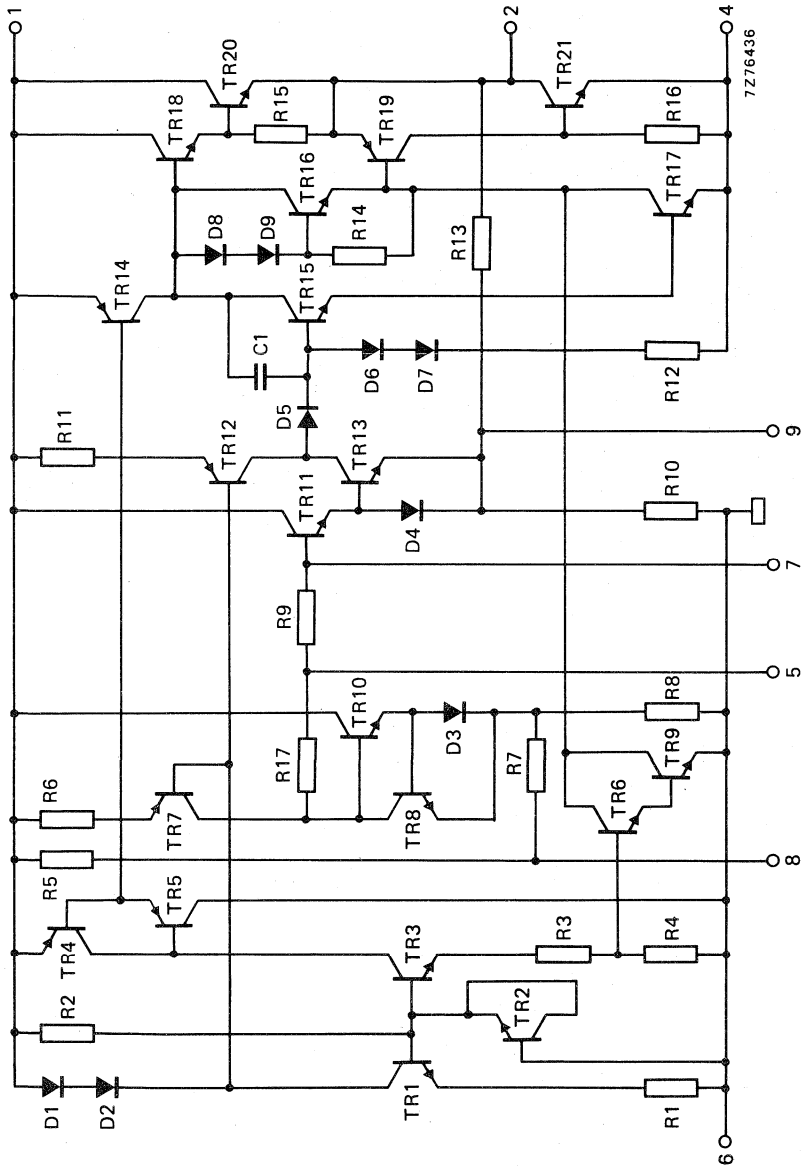 1
2
4
7Z76436
TR20
TR18
R15
TR21
TR19
R16
TR16
D8
D9
R14
TR17
R13
TR14
TR15
C1
D6
D7
R12
R11
TR12
D5
TR13
9
TR11
D4
R10
R9
7
5
TR10
R17
D3
R8
R6
TR7
TR8
R7
TR9
TR6
R5
8
TR5
TR4
TR3
R3
R4
R2
TR2
D1
D2
TR1
R1
6